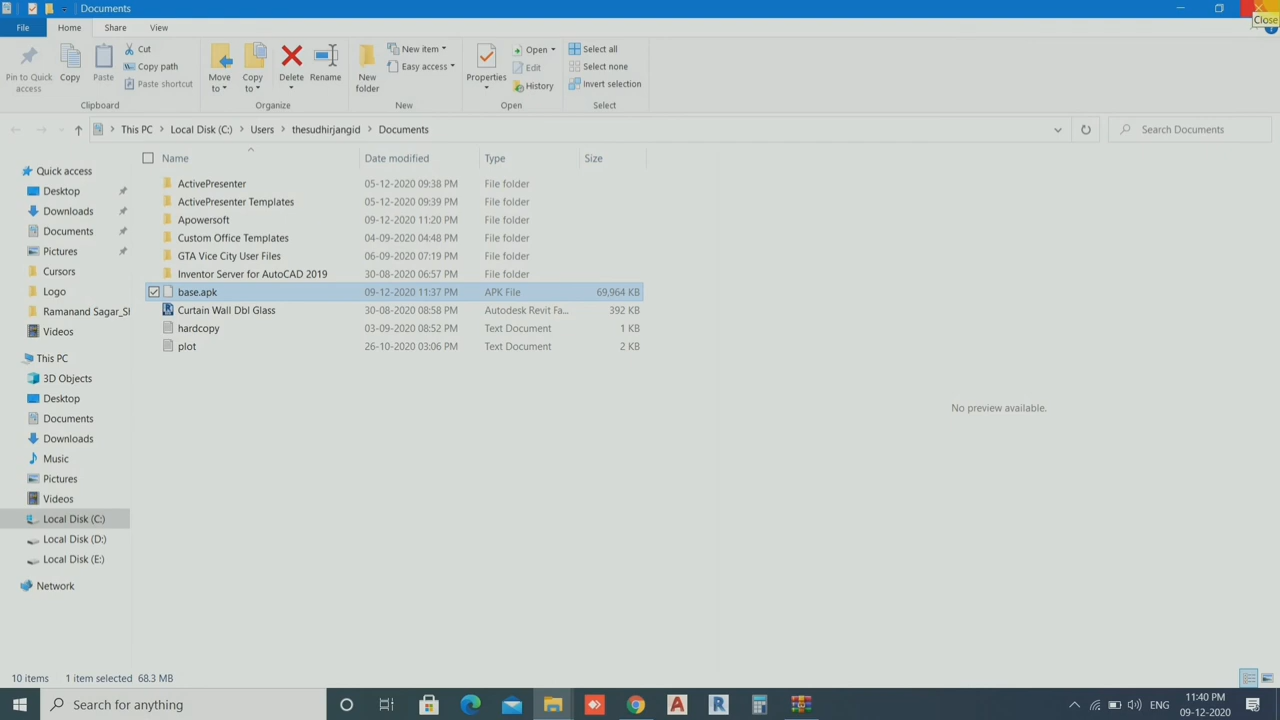 Documents
Close
File Home Share View
Pin to Quick access
Copy
Paste
Cut
Copy path
Paste shortcut
Clipboard
Move to
Copy to
Delete
Rename
Organize
New folder
New item
Easy access
New
Properties
Open
Edit
History
Open
Select all
Select none
Invert selection
Select
This PC > Local Disk (C:) > Users > thesudhirjangid > Documents
Search Documents
Name Date modified Type Size
ActivePresenter 05-12-2020 09:38 PM File folder
ActivePresenter Templates 05-12-2020 09:39 PM File folder
Apowersoft 09-12-2020 11:20 PM File folder
Custom Office Templates 04-09-2020 04:48 PM File folder
GTA Vice City User Files 06-09-2020 07:19 PM File folder
Inventor Server for AutoCAD 2019 30-08-2020 06:57 PM File folder
base.apk 09-12-2020 11:37 PM APK File 69,964 KB
Curtain Wall Dbl Glass 30-08-2020 08:58 PM Autodesk Revit Fa... 392 KB
hardcopy 03-09-2020 08:52 PM Text Document 1 KB
plot 26-10-2020 03:06 PM Text Document 2 KB
Quick access
Desktop
Downloads
Documents
Pictures
Cursors
Logo
Ramanand Sagar_SI
Videos
This PC
3D Objects
Desktop
Documents
Downloads
Music
Pictures
Videos
Local Disk (C:)
Local Disk (D:)
Local Disk (E:)
Network
No preview available.
10 items 1 item selected 68.3 MB
Search for anything
ENG
11:40 PM
09-12-2020